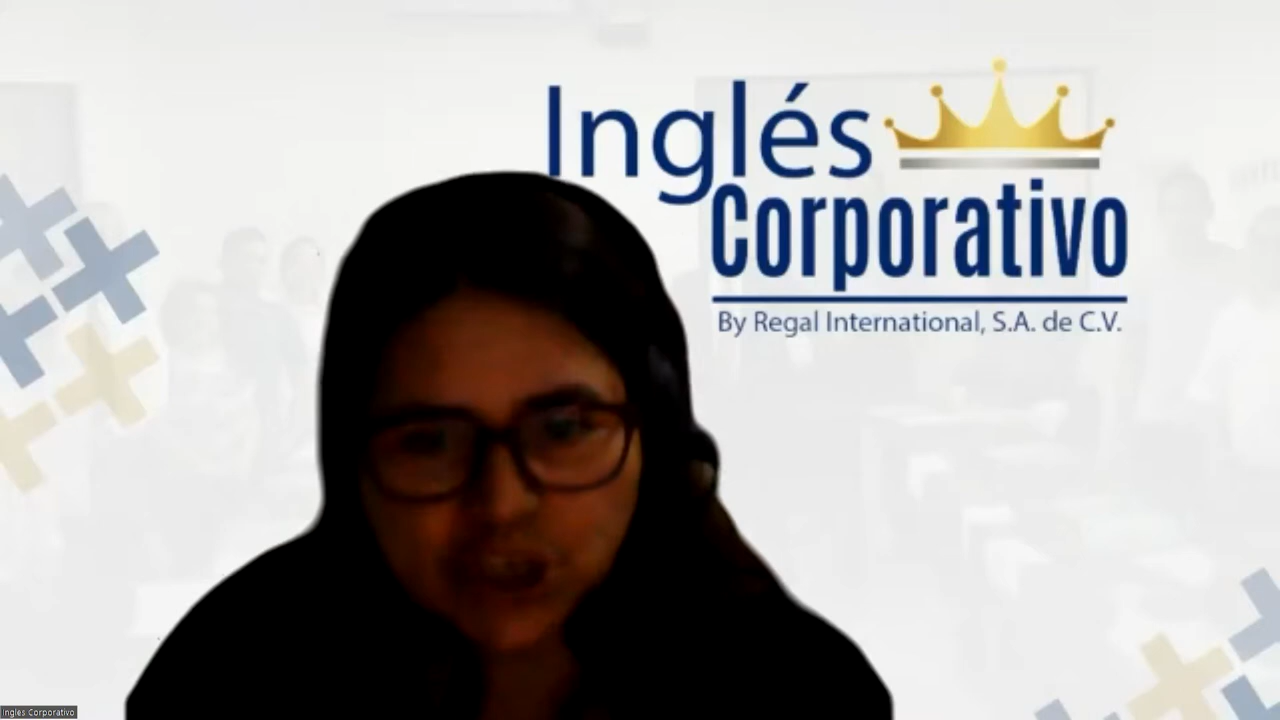 Inglés
Corporativo
By Regal International, S.A. de C.V.
Inglés Corporativo